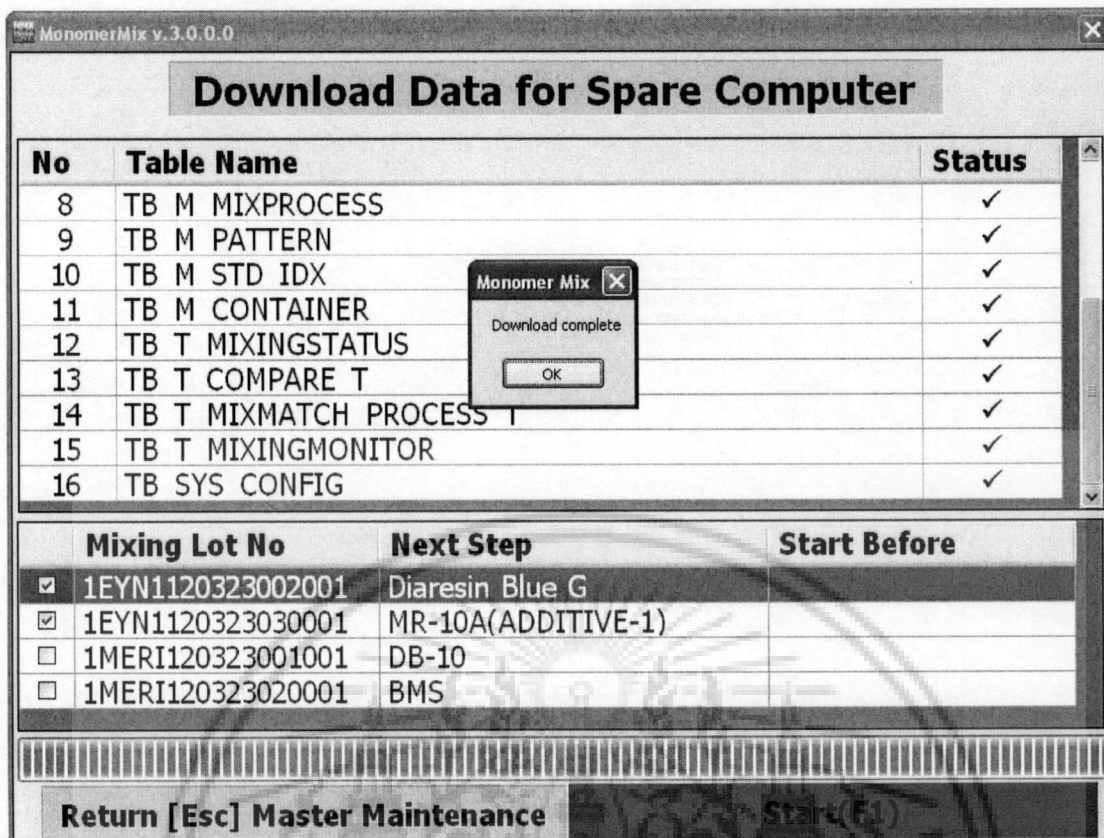 MonomerMix v.3.0.0.0
Download Data for Spare Computer
No Table Name Status
8 TB M MIXPROCESS ✓
9 TB M PATTERN ✓
10 TB M STD IDX ✓
11 TB M CONTAINER ✓
12 TB T MIXINGSTATUS ✓
13 TB T COMPARE T ✓
14 TB T MIXMATCH PROCESS T ✓
15 TB T MIXINGMONITOR ✓
16 TB SYS CONFIG ✓
Monomer Mix
Download complete
OK
Mixing Lot No Next Step Start Before
1EYN1120323002001 Diaresin Blue G
1EYN1120323030001 MR-10A(ADDITIVE-1)
1MERI120323001001 DB-10
1MERI120323020001 BMS
Return [Esc] Master Maintenance Start(F1)